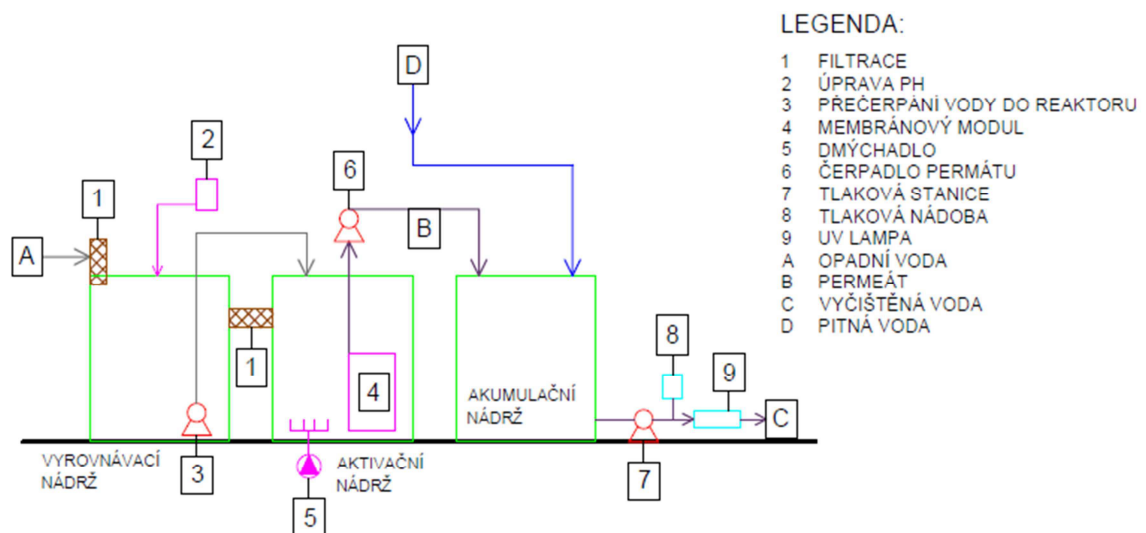 LEGENDA:
1 FILTRACE
2 ÚPRAVA PH
3 PŘEČERPÁNÍ VODY DO REAKTORU
4 MEMBRÁNOVÝ MODUL
5 DMÝCHADLO
6 ČERPADLO PERMÁTU
7 TLAKOVÁ STANICE
8 TLAKOVÁ NÁDOBA
9 UV LAMPA
A OPADNÍ VODA
B PERMEÁT
C VYČIŠTĚNÁ VODA
D PITNÁ VODA
D
2
6
1
B
A
1
8
9
4
AKUMULAČNÍ
NÁDRŽ
C
VYROVNÁVACÍ
NÁDRŽ
3
5
AKTIVAČNÍ
NÁDRŽ
7